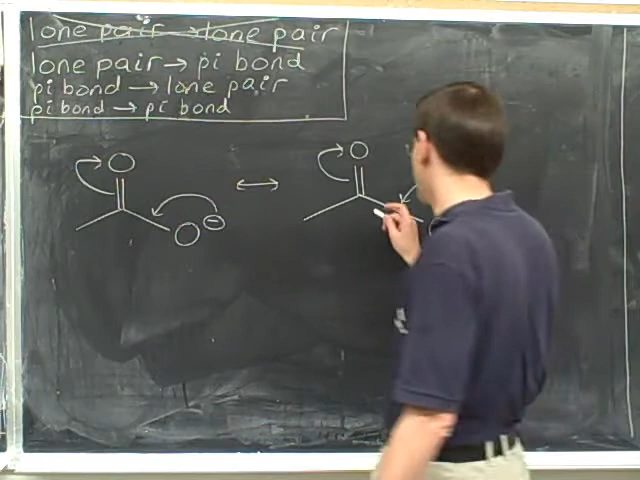 lone pair → lone pair
lone pair → pi bond
pi bond → lone pair
pi bond → pi bond
O ↔ O
O ⊖